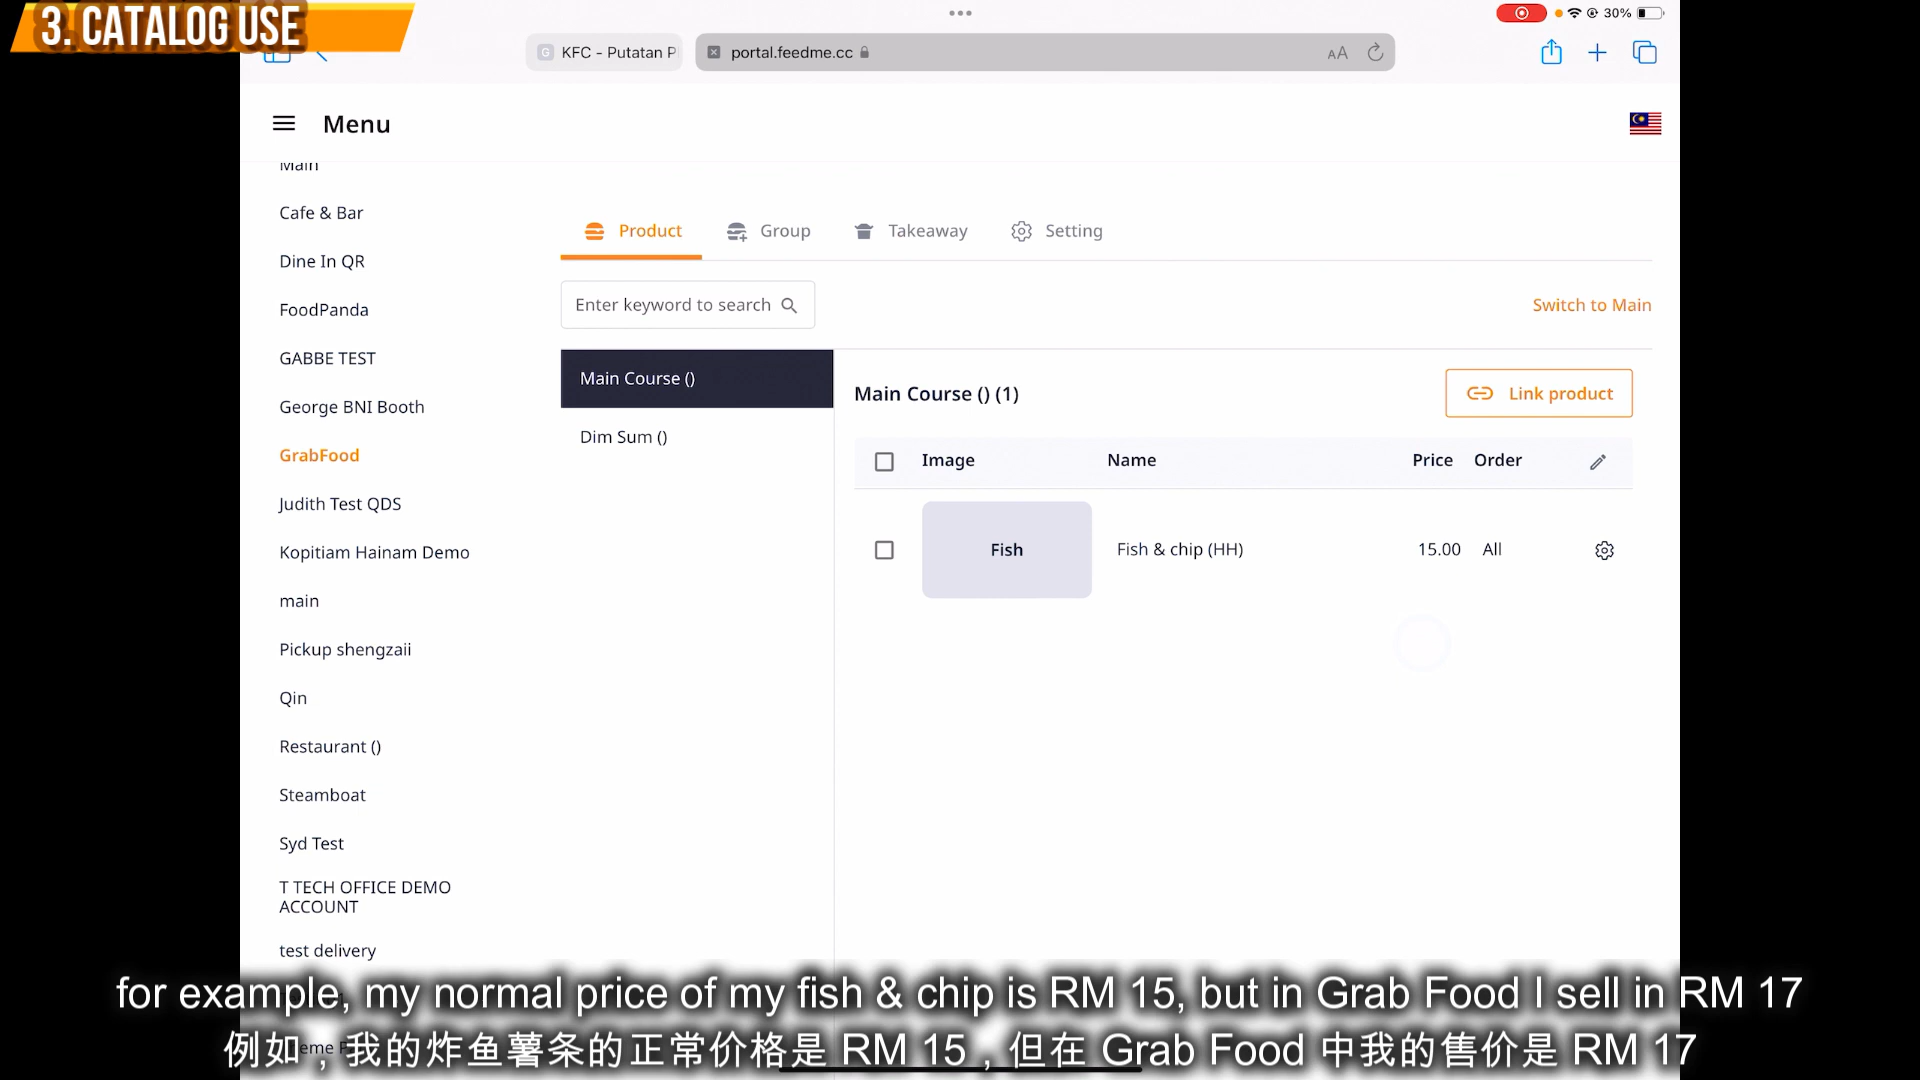 3. CATALOG USE
30%
KFC - Putatan P
portal.feedme.cc
AA
Menu
Main
Cafe & Bar
Dine In QR
FoodPanda
GABBE TEST
George BNI Booth
GrabFood
Judith Test QDS
Kopitiam Hainam Demo
main
Pickup shengzaii
Qin
Restaurant ()
Steamboat
Syd Test
T TECH OFFICE DEMO
ACCOUNT
test delivery
Product
Group
Takeaway
Setting
Enter keyword to search
Switch to Main
Main Course ()
Dim Sum ()
Main Course () (1)
Link product
Image
Name
Price
Order
Fish
Fish & chip (HH)
15.00
All
for example, my normal price of my fish & chip is RM 15, but in Grab Food I sell in RM 17
例如，我的炸鱼薯条的正常价格是 RM 15，但在 Grab Food 中我的售价是 RM 17